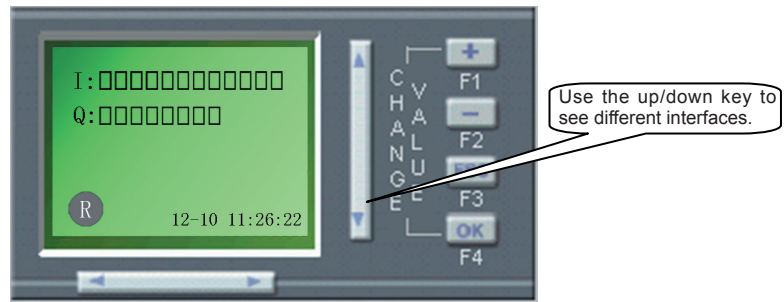 I:□□□□□□□□□□□□
Q:□□□□□□□□
R
12-10 11:26:22
CHANGE
VALUE
+
F1
−
F2
F3
OK
F4
Use the up/down key to
see different interfaces.